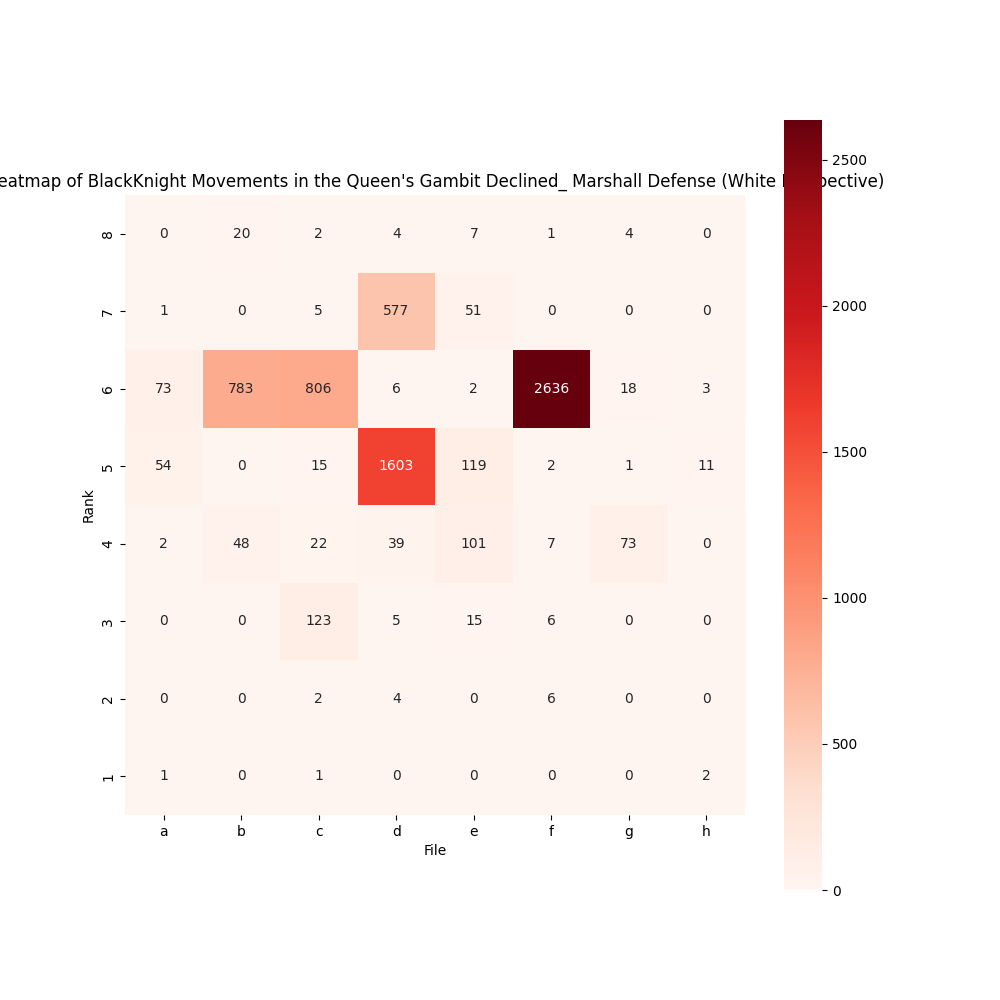 eatmap of BlackKnight Movements in the Queen's Gambit Declined_ Marshall Defense (White pective)
8 0 20 2 4 7 1 4 0
7 1 0 5 577 51 0 0 0
6 73 783 806 6 2 2636 18 3
5 54 0 15 1603 119 2 1 11
4 2 48 22 39 101 7 73 0
3 0 0 123 5 15 6 0 0
2 0 0 2 4 0 6 0 0
1 1 0 1 0 0 0 0 2
a b c d e f g h
File
Rank
2500
2000
1500
1000
500
0